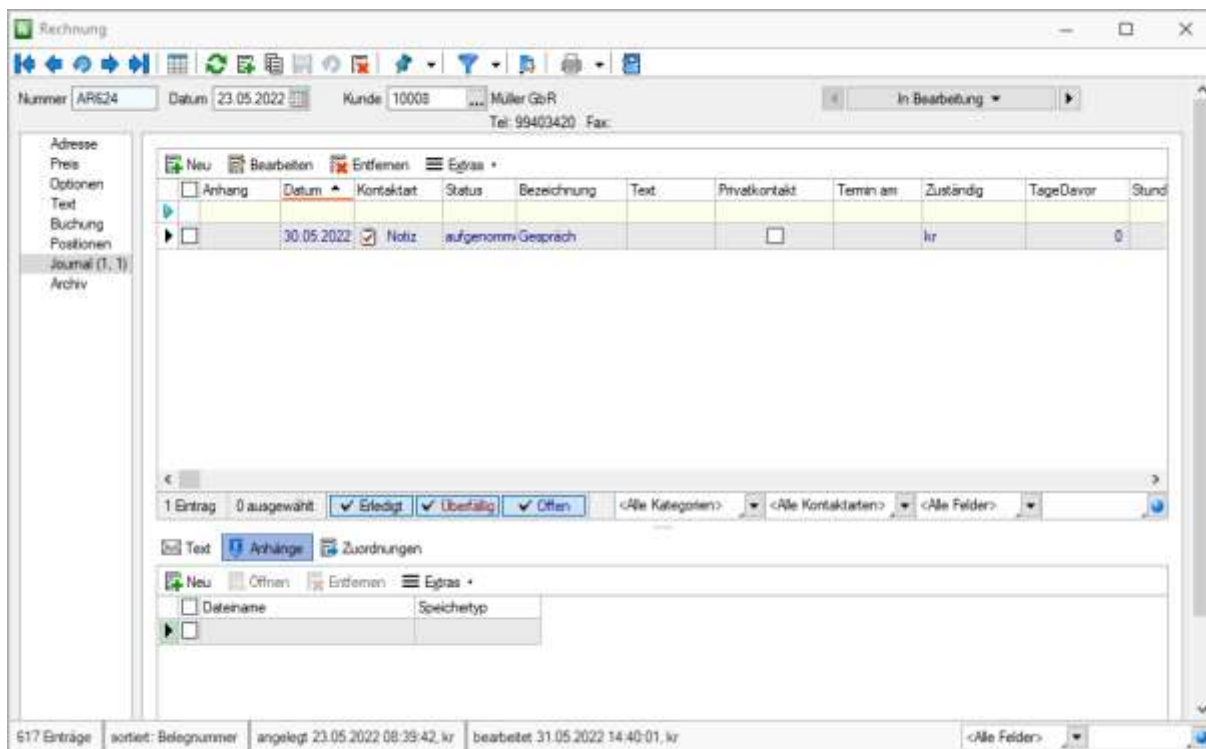 Rechnung
Nummer AR624 Datum 23.05.2022 Kunde 10008 ... Müller GbR In Bearbeitung
Tel: 99403420 Fax:
Adresse
Preis
Optionen
Text
Buchung
Positionen
Journal (1, 1)
Archiv
Neu Bearbeiten Entfernen Extras
Anhang Datum Kontaktart Status Bezeichnung Text Privatkontakt Termin am Zuständig TageDavor Stund
30.05.2022 Notiz aufgenomm Gespräch kr 0
1 Eintrag 0 ausgewählt Erledigt Überfällig Offen <Alle Kategorien> <Alle Kontaktarten> <Alle Felder>
Text Anhänge Zuordnungen
Neu Öffnen Entfernen Extras
Dateiname Speichertyp
617 Einträge sortiert: Belegnummer angelegt 23.05.2022 08:39:42, kr bearbeitet 31.05.2022 14:40:01, kr <Alle Felder>